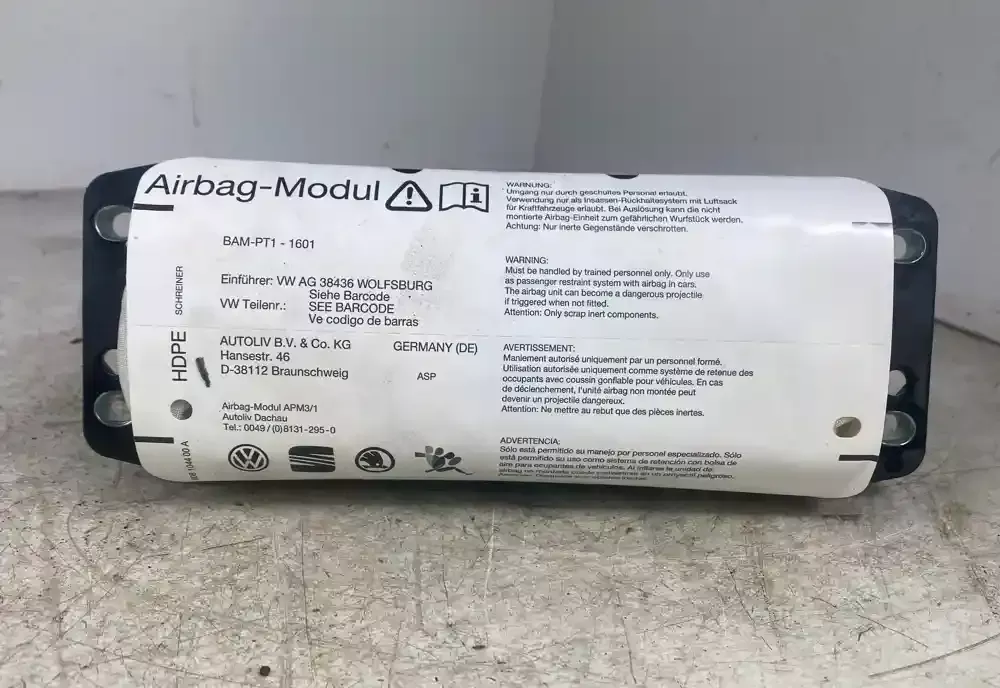 Airbag-Modul
BAM-PT1 - 1601
Einführer: VW AG 38436 WOLFSBURG
Siehe Barcode
VW Teilenr.: SEE BARCODE
Ve codigo de barras
AUTOLIV B.V. & Co. KG GERMANY (DE)
Hansestr. 46
D-38112 Braunschweig ASP
Airbag-Modul APM3/1
Autoliv Dachau
Tel.: 0049/(0)8131-295-0
SCHREINER
HDPE
WARNUNG:
Umgang nur durch geschultes Personal erlaubt.
Verwendung nur als Insassen-Rückhaltesystem mit Luftsack
für Kraftfahrzeuge erlaubt. Bei Auslösung kann die nicht
montierte Airbag-Einheit zum gefährlichen Wurfstück werden.
Achtung: Nur inerte Gegenstände verschrotten.
WARNING:
Must be handled by trained personnel only. Only use
as passenger restraint system with airbag in cars.
The airbag unit can become a dangerous projectile
if triggered when not fitted.
Attention: Only scrap inert components.
AVERTISSEMENT:
Maniement autorisé uniquement par un personnel formé.
Utilisation autorisée uniquement comme système de retenue des
occupants avec coussin gonflable pour véhicules. En cas
de déclenchement, l'unité airbag non montée peut
devenir un projectile dangereux.
Attention: Ne mettre au rebut que des pièces inertes.
ADVERTENCIA:
Sólo está permitido su manejo por personal especializado. Sólo
está permitido su uso como sistema de retención con bolsa de
aire para ocupantes de vehículos. Al inflarse la unidad de
airbag no montada puede convertirse en un proyectil peligroso.